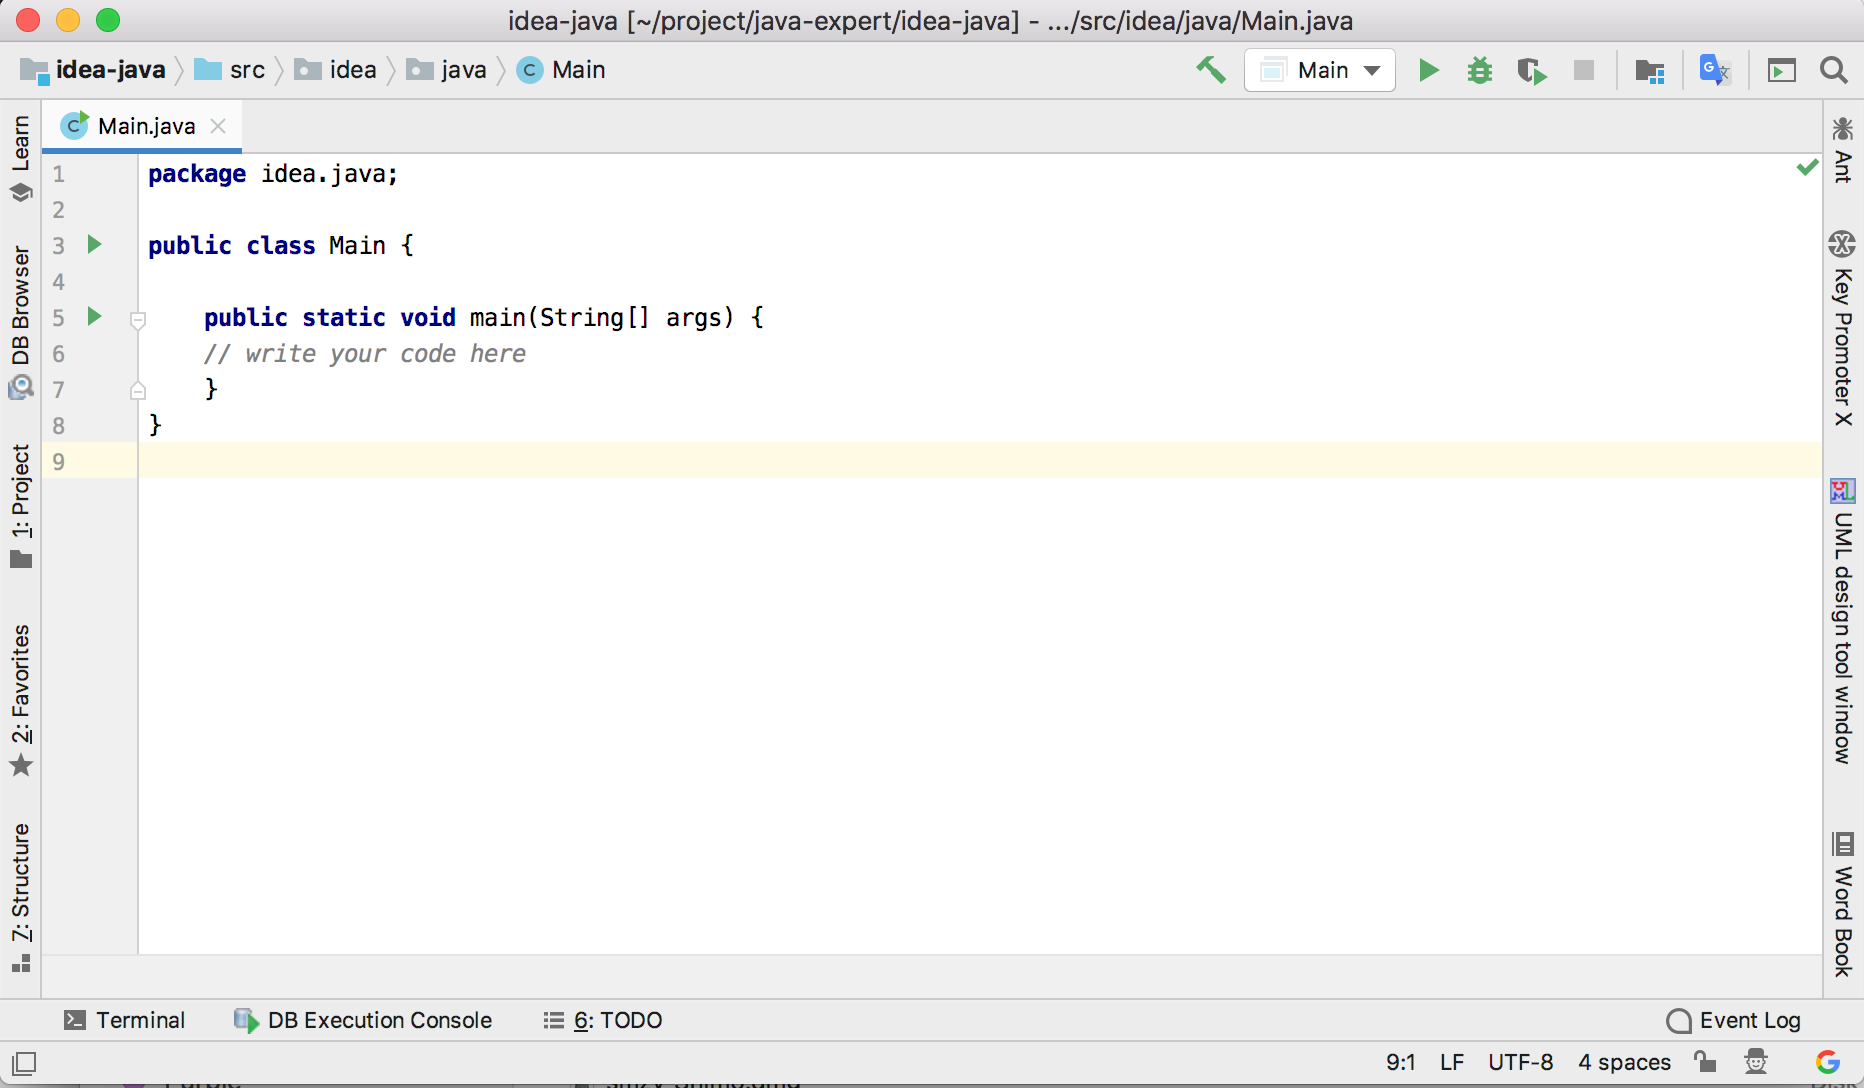 idea-java [~/project/java-expert/idea-java] - .../src/idea/java/Main.java
idea-java src idea java Main
Main
Main.java
1 package idea.java;
2
3 public class Main {
4
5 public static void main(String[] args) {
6 // write your code here
7 }
8 }
9
Learn
DB Browser
1: Project
2: Favorites
7: Structure
Ant
Key Promoter X
UML design tool window
Word Book
Terminal DB Execution Console 6: TODO Event Log
9:1 LF UTF-8 4 spaces